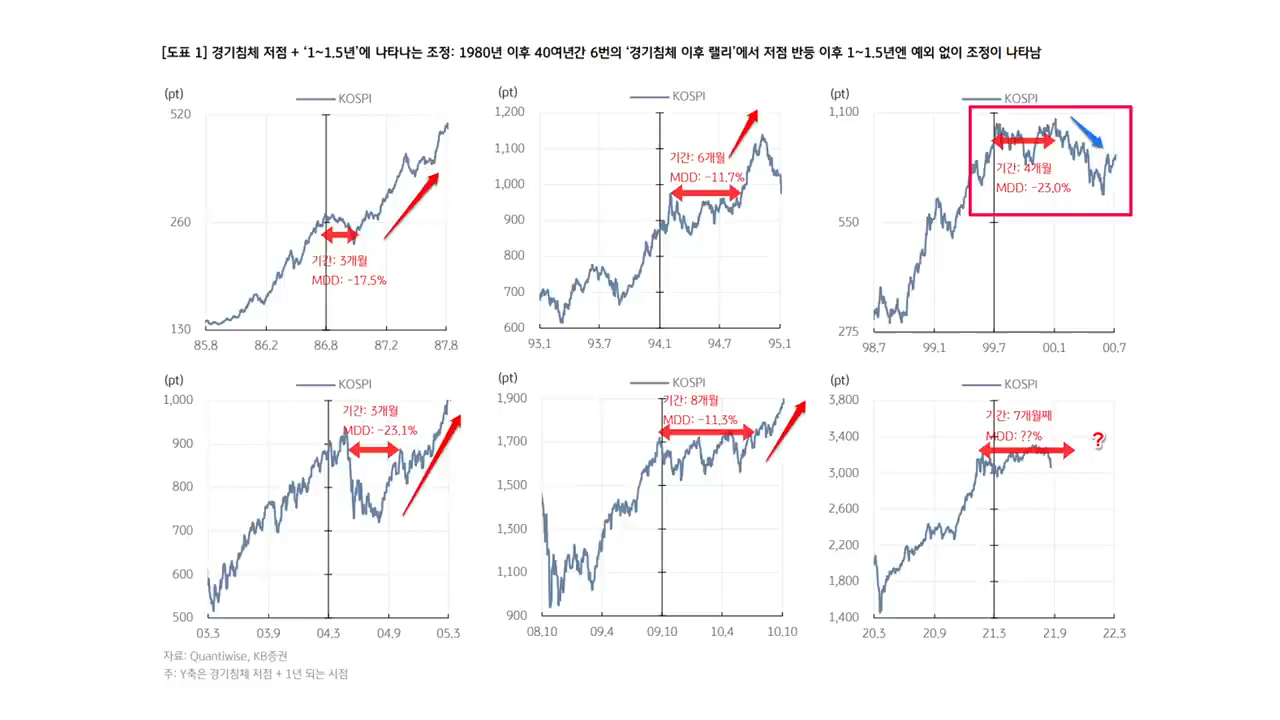 [도표 1] 경기침체 저점 + '1~1.5년'에 나타나는 조정: 1980년 이후 40여년간 6번의 '경기침체 이후 랠리'에서 저점 반등 이후 1~1.5년엔 예외 없이 조정이 나타남
(pt)
KOSPI
520
260
130
기간: 3개월
MDD: -17.5%
85.8
86.2
86.8
87.2
87.8
(pt)
KOSPI
1,200
1,100
1,000
900
800
700
600
기간: 6개월
MDD: -11.7%
93.1
93.7
94.1
94.7
95.1
(pt)
KOSPI
1,100
550
275
기간: 4개월
MDD: -23.0%
98.7
99.1
99.7
00.1
00.7
(pt)
KOSPI
1,000
900
800
700
600
500
기간: 3개월
MDD: -23.1%
03.3
03.9
04.3
04.9
05.3
(pt)
KOSPI
1,900
1,700
1,500
1,300
1,100
900
기간: 8개월
MDD: -11.3%
08.10
09.4
09.10
10.4
10.10
(pt)
KOSPI
3,800
3,400
3,000
2,600
2,200
1,800
1,400
기간: 7개월째
MDD: ??%
?
20.3
20.9
21.3
21.9
22.3
자료: Quantiwise, KB증권
주: Y축은 경기침체 저점 + 1년 되는 시점